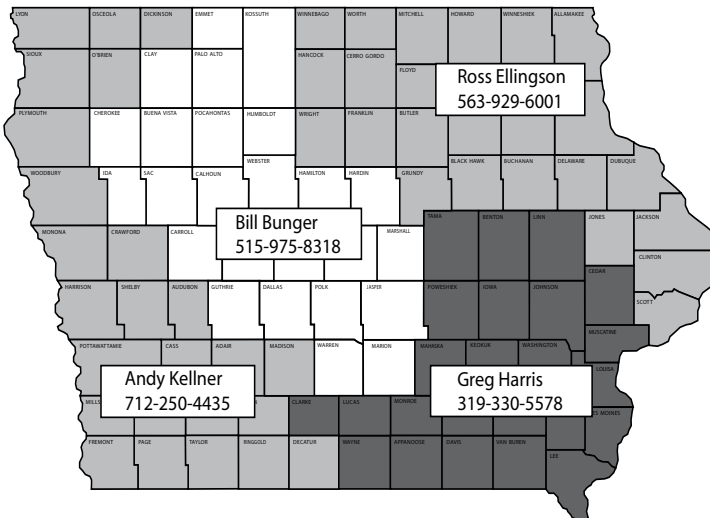 LYON OSCEOLA DICKINSON EMMET KOSSUTH WINNEBAGO WORTH MITCHELL HOWARD WINNESHIEK ALLAMAKEE
SIOUX O'BRIEN CLAY PALO ALTO HANCOCK CERRO GORDO FLOYD
Ross Ellingson
563-929-6001
PLYMOUTH CHEROKEE BUENA VISTA POCAHONTAS HUMBOLDT WRIGHT FRANKLIN BUTLER
WEBSTER BLACK HAWK BUCHANAN DELAWARE DUBUQUE
WOODBURY IDA SAC CALHOUN HAMILTON HARDIN GRUNDY
Bill Bunger
515-975-8318
TAMA BENTON LINN JONES JACKSON
MONONA CRAWFORD CARROLL MARSHALL
CLINTON
CEDAR
HARRISON SHELBY AUDUBON GUTHRIE DALLAS POLK JASPER POWESHIEK IOWA JOHNSON
SCOTT
MUSCATINE
POTTAWATTAMIE CASS ADAIR MADISON WARREN MARION MAHASKA KEOKUK WASHINGTON
LOUISA
Andy Kellner
712-250-4435
Greg Harris
319-330-5578
MILLS CLARKE LUCAS MONROE ES MOINES
FREMONT PAGE TAYLOR RINGGOLD DECATUR WAYNE APPANOOSE DAVIS VAN BUREN
LEE